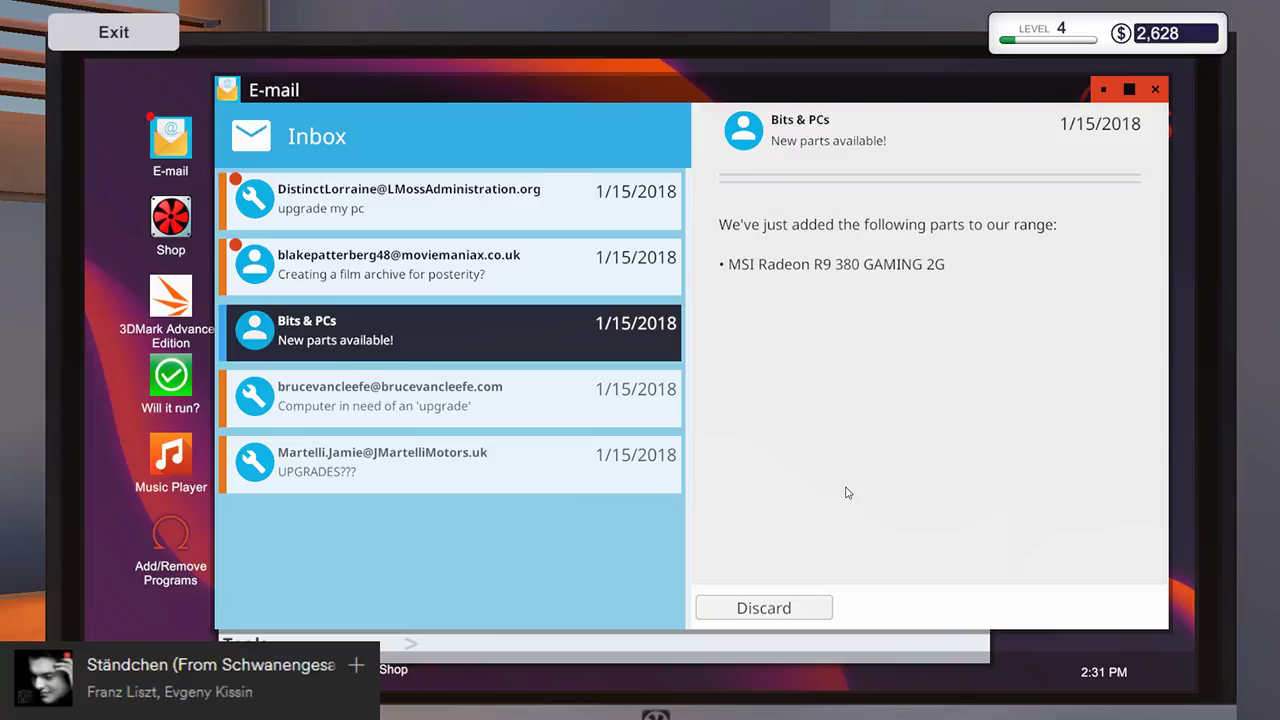 Exit
LEVEL 4
$ 2,628
E-mail
Inbox
DistinctLorraine@LMossAdministration.org 1/15/2018
upgrade my pc
blakepatterberg48@moviemaniax.co.uk 1/15/2018
Creating a film archive for posterity?
Bits & PCs 1/15/2018
New parts available!
brucevancleefe@brucevancleefe.com 1/15/2018
Computer in need of an 'upgrade'
Martelli.Jamie@JMartelliMotors.uk 1/15/2018
UPGRADES???
Bits & PCs 1/15/2018
New parts available!
We've just added the following parts to our range:
• MSI Radeon R9 380 GAMING 2G
Discard
E-mail
Shop
3DMark Advance
Edition
Will it run?
Music Player
Add/Remove
Programs
>
Shop
2:31 PM
Ständchen (From Schwanengesa +
Franz Liszt, Evgeny Kissin